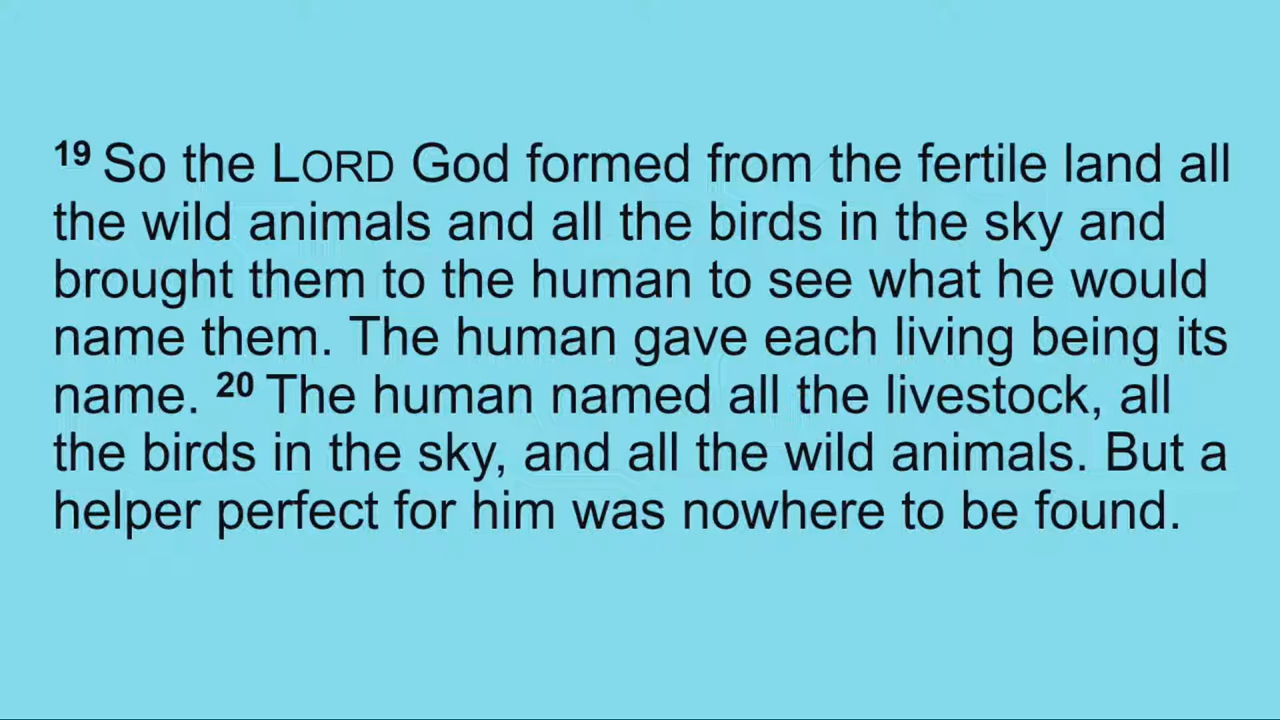 19 So the LORD God formed from the fertile land all
the wild animals and all the birds in the sky and
brought them to the human to see what he would
name them. The human gave each living being its
name. 20 The human named all the livestock, all
the birds in the sky, and all the wild animals. But a
helper perfect for him was nowhere to be found.